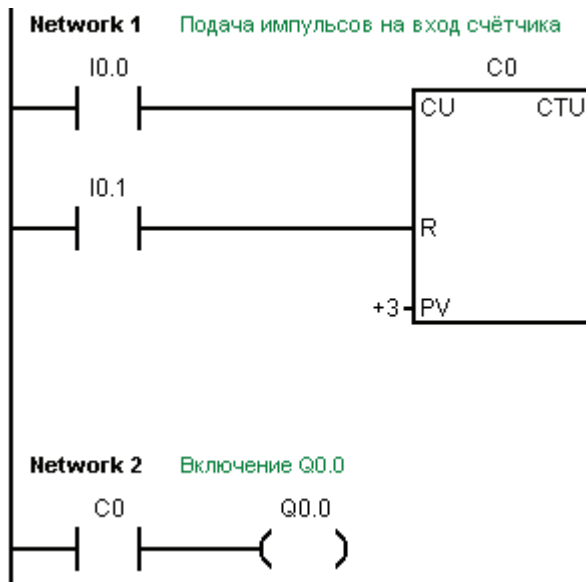 Network 1 Подача импульсов на вход счётчика
I0.0 C0
CU CTU
I0.1
R
+3 PV
Network 2 Включение Q0.0
C0 Q0.0